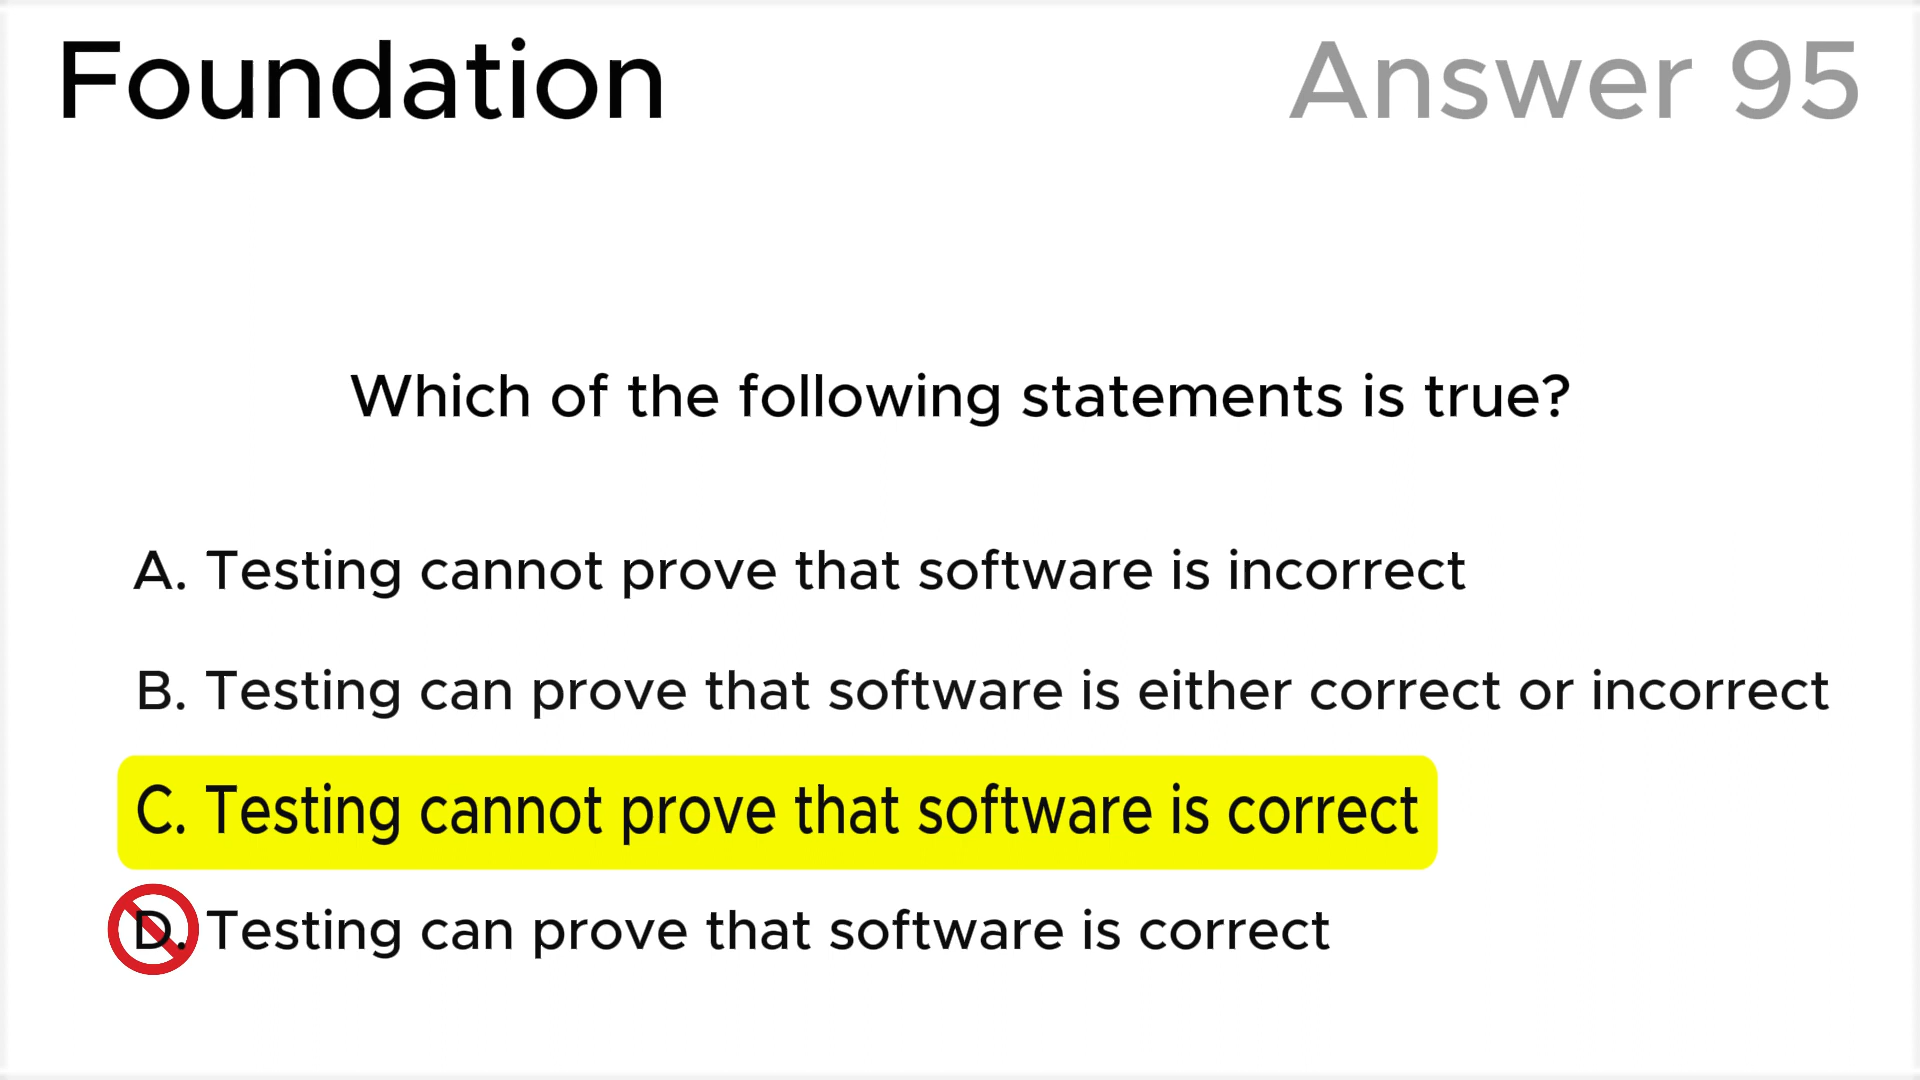 Foundation
Answer 95
Which of the following statements is true?
A. Testing cannot prove that software is incorrect
B. Testing can prove that software is either correct or incorrect
C. Testing cannot prove that software is correct
D. Testing can prove that software is correct